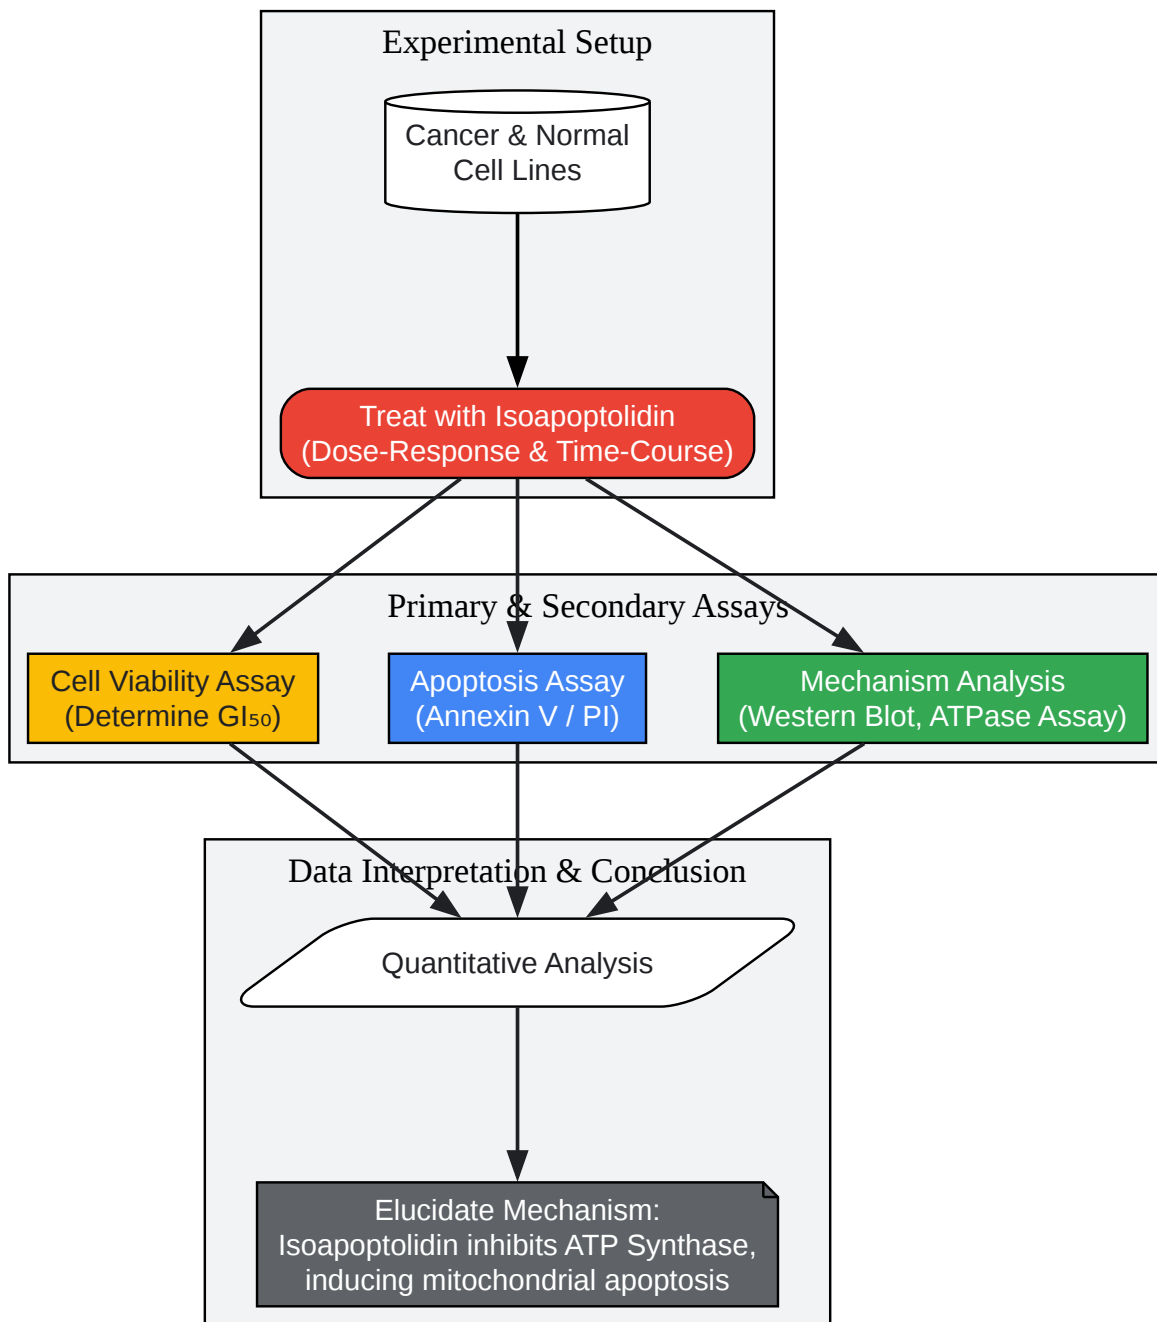 Experimental Setup
Cancer & Normal
Cell Lines
Treat with Isoapoptolidin
(Dose-Response & Time-Course)
Primary & Secondary Assays
Cell Viability Assay
(Determine GI₅₀)
Apoptosis Assay
(Annexin V / PI)
Mechanism Analysis
(Western Blot, ATPase Assay)
Data Interpretation & Conclusion
Quantitative Analysis
Elucidate Mechanism:
Isoapoptolidin inhibits ATP Synthase,
inducing mitochondrial apoptosis